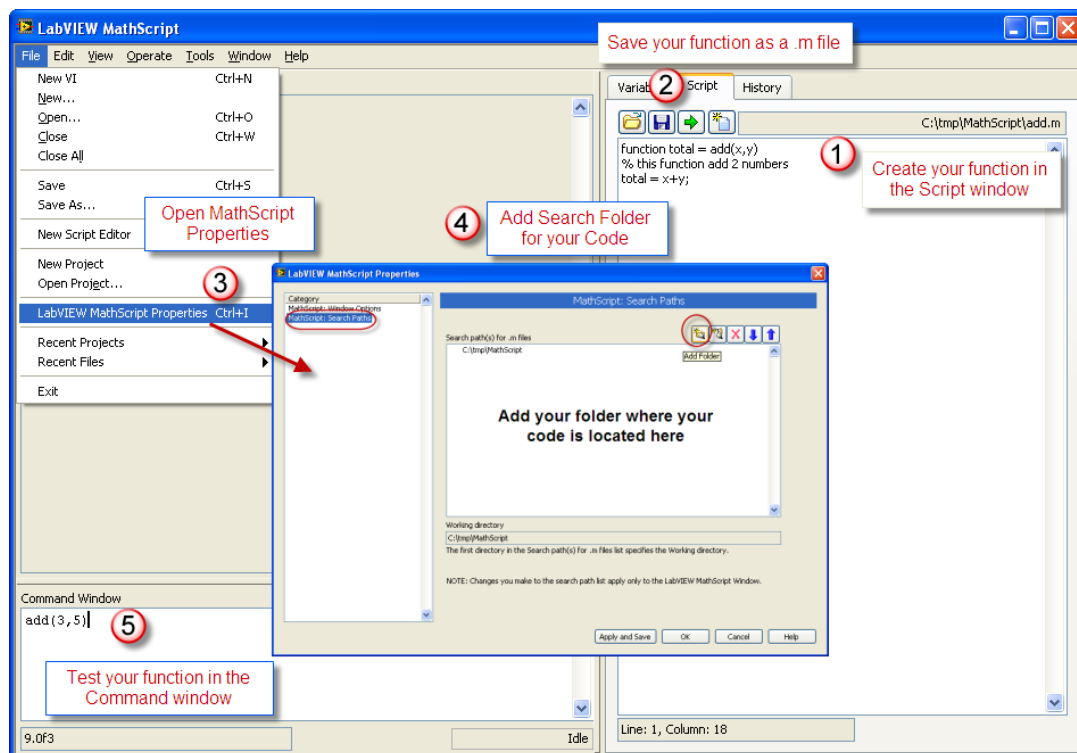 LabVIEW MathScript
File Edit View Operate Tools Window Help
New VI Ctrl+N
New...
Open... Ctrl+O
Close Ctrl+W
Close All
Save Ctrl+S
Save As...
New Script Editor
New Project
Open Project...
LabVIEW MathScript Properties Ctrl+I
Recent Projects
Recent Files
Exit
Open MathScript
Properties
3
Save your function as a .m file
2
Script History
C:\tmp\MathScript\add.m
function total = add(x,y)
% this function add 2 numbers
total = x+y;
1
Create your function in
the Script window
4
Add Search Folder
for your Code
LabVIEW MathScript Properties
Category
MathScript: Window Options
MathScript: Search Paths
MathScript: Search Paths
Search path(s) for .m files
C:\tmp\MathScript
Add Folder
Add your folder where your
code is located here
Working directory
C:\tmp\MathScript
The first directory in the Search path(s) for .m files list specifies the Working directory.
NOTE: Changes you make to the search path list apply only to the LabVIEW MathScript Window.
Apply and Save OK Cancel Help
Command Window
add(3,5)
5
Test your function in the
Command window
9.0f3
Idle
Line: 1, Column: 18